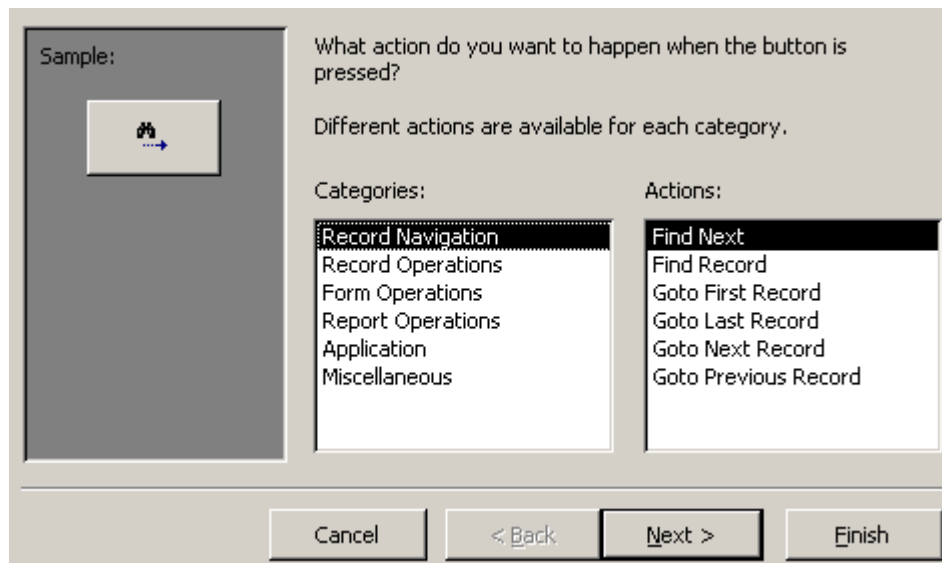 Sample:
What action do you want to happen when the button is
pressed?
Different actions are available for each category.
Categories:
Record Navigation
Record Operations
Form Operations
Report Operations
Application
Miscellaneous
Actions:
Find Next
Find Record
Goto First Record
Goto Last Record
Goto Next Record
Goto Previous Record
Cancel
< Back
Next >
Finish